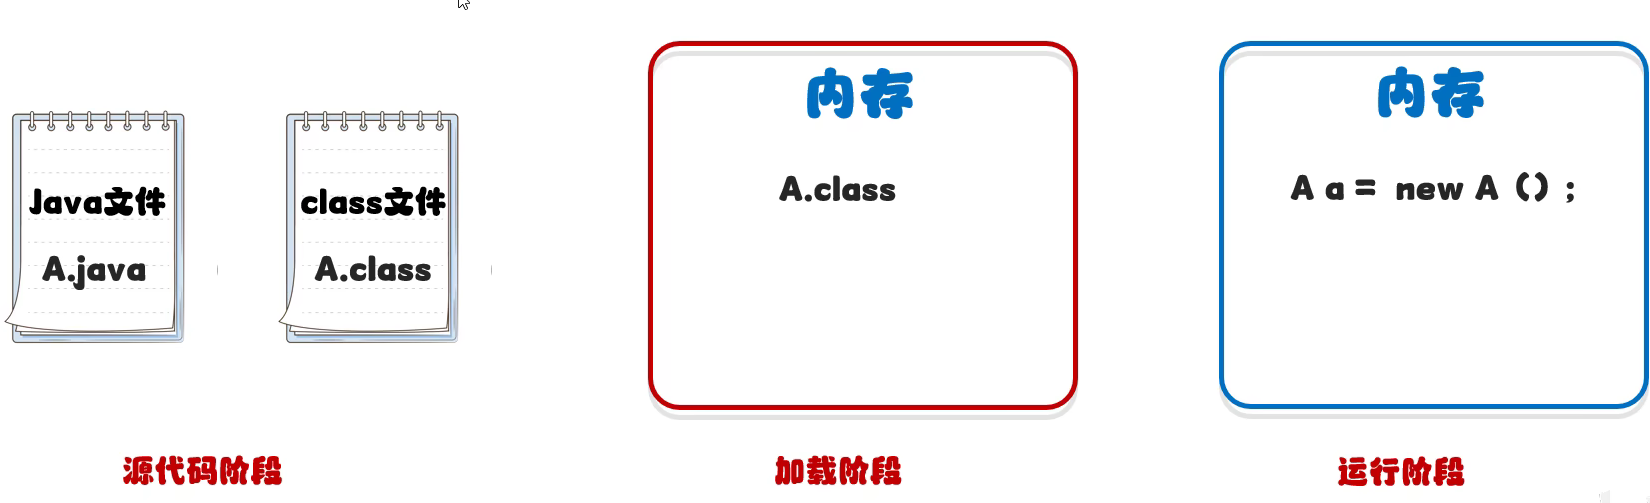 Java文件
A.java
class文件
A.class
源代码阶段
内存
A.class
加载阶段
内存
A a = new A（）；
运行阶段